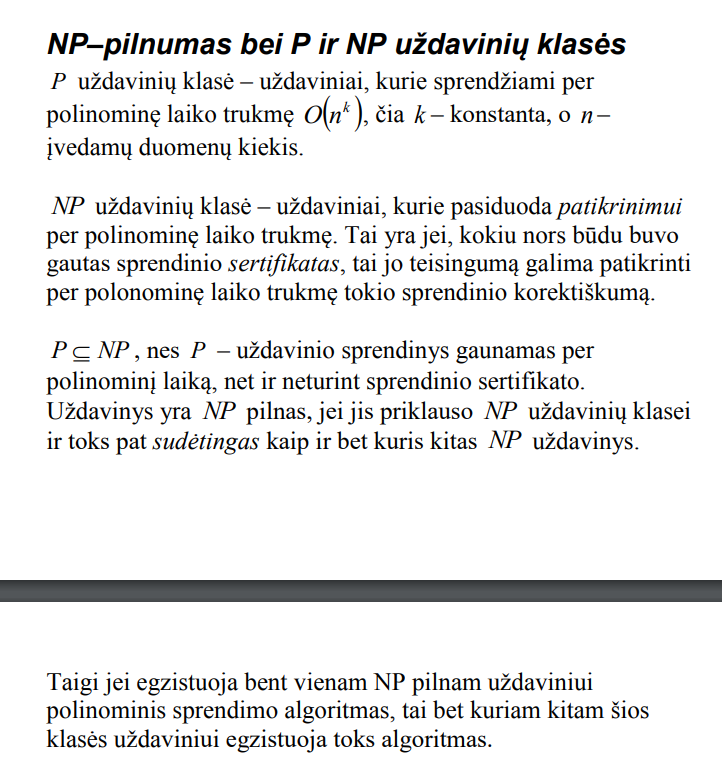 NP–pilnumas bei P ir NP uždavinių klasės
P uždavinių klasė – uždaviniai, kurie sprendžiami per
polinominę laiko trukmę O(n^k), čia k – konstanta, o n –
įvedamų duomenų kiekis.
NP uždavinių klasė – uždaviniai, kurie pasiduoda patikrinimui
per polinominę laiko trukmę. Tai yra jei, kokiu nors būdu buvo
gautas sprendinio sertifikatas, tai jo teisingumą galima patikrinti
per polonominę laiko trukmę tokio sprendinio korektiškumą.
P ⊆ NP, nes P – uždavinio sprendinys gaunamas per
polinominį laiką, net ir neturint sprendinio sertifikato.
Uždavinys yra NP pilnas, jei jis priklauso NP uždavinių klasei
ir toks pat sudėtingas kaip ir bet kuris kitas NP uždavinys.
Taigi jei egzistuoja bent vienam NP pilnam uždaviniui
polinominis sprendimo algoritmas, tai bet kuriam kitam šios
klasės uždaviniui egzistuoja toks algoritmas.